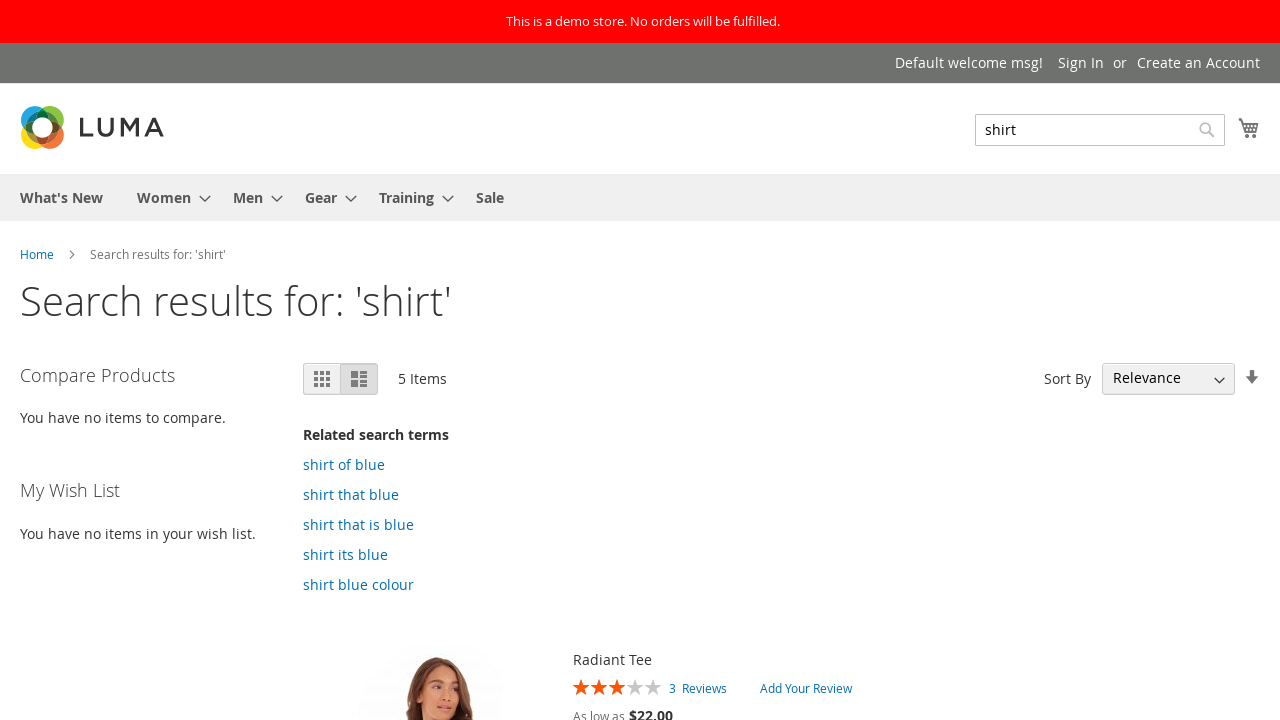 This is a demo store. No orders will be fulfilled.
Default welcome msg! Sign In or Create an Account
LUMA
shirt
What's New Women Men Gear Training Sale
Home Search results for: 'shirt'
Search results for: 'shirt'
Compare Products
You have no items to compare.
My Wish List
You have no items in your wish list.
5 Items
Sort By Relevance
Related search terms
shirt of blue
shirt that blue
shirt that is blue
shirt its blue
shirt blue colour
Radiant Tee
3 Reviews Add Your Review
As low as $22.00